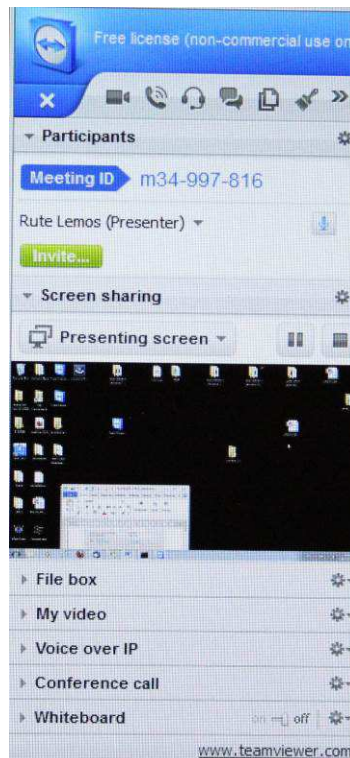 Free license (non-commercial use on
Participants
Meeting ID m34-997-816
Rute Lemos (Presenter)
Invite...
Screen sharing
Presenting screen
File box
My video
Voice over IP
Conference call
Whiteboard on off
www.teamviewer.com